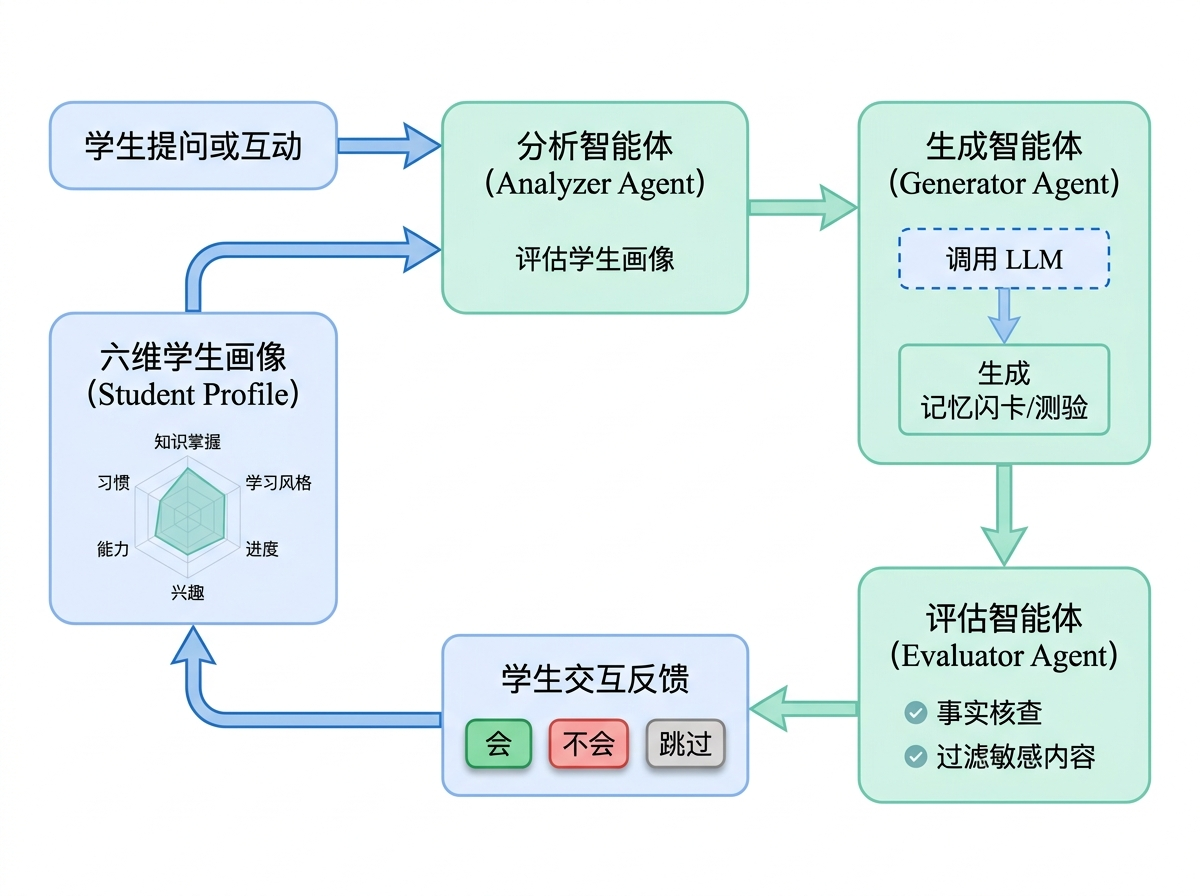 学生提问或互动
分析智能体
（Analyzer Agent）
评估学生画像
生成智能体
（Generator Agent）
调用 LLM
生成
记忆闪卡/测验
六维学生画像
（Student Profile）
知识掌握
习惯
学习风格
能力
进度
兴趣
学生交互反馈
会
不会
跳过
评估智能体
（Evaluator Agent）
事实核查
过滤敏感内容